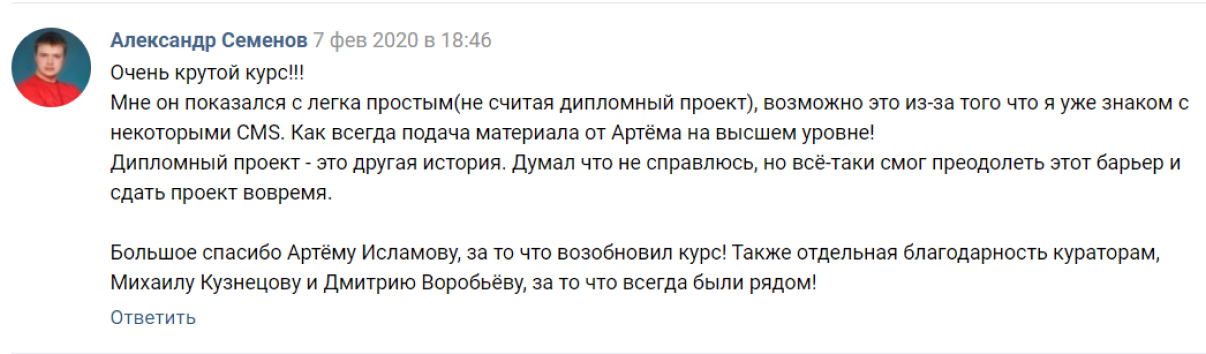 Александр Семенов 7 фев 2020 в 18:46
Очень крутой курс!!!
Мне он показался с легка простым(не считая дипломный проект), возможно это из-за того что я уже знаком с
некоторыми CMS. Как всегда подача материала от Артёма на высшем уровне!
Дипломный проект - это другая история. Думал что не справлюсь, но всё-таки смог преодолеть этот барьер и
сдать проект вовремя.
Большое спасибо Артёму Исламову, за то что возобновил курс! Также отдельная благодарность кураторам,
Михаилу Кузнецову и Дмитрию Воробьёву, за то что всегда были рядом!
Ответить